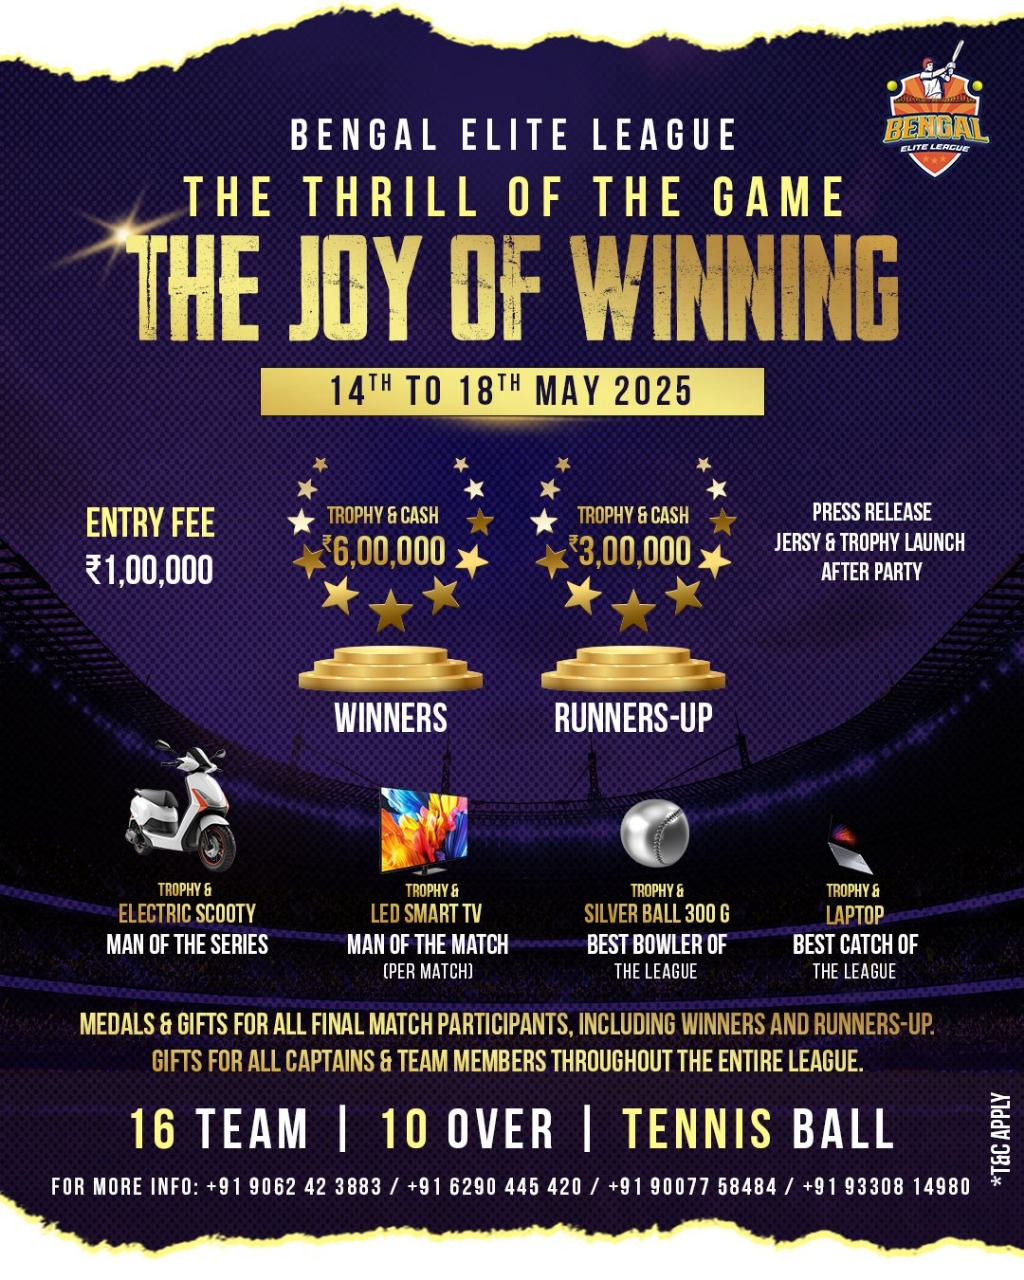 BENGAL
ELITE LEAGUE
BENGAL ELITE LEAGUE
THE THRILL OF THE GAME
THE JOY OF WINNING
14TH TO 18TH MAY 2025
ENTRY FEE
₹1,00,000
TROPHY & CASH
₹6,00,000
WINNERS
TROPHY & CASH
₹3,00,000
RUNNERS-UP
PRESS RELEASE
JERSY & TROPHY LAUNCH
AFTER PARTY
TROPHY &
ELECTRIC SCOOTY
MAN OF THE SERIES
TROPHY &
LED SMART TV
MAN OF THE MATCH
(PER MATCH)
TROPHY &
SILVER BALL 300 G
BEST BOWLER OF
THE LEAGUE
TROPHY &
LAPTOP
BEST CATCH OF
THE LEAGUE
MEDALS & GIFTS FOR ALL FINAL MATCH PARTICIPANTS, INCLUDING WINNERS AND RUNNERS-UP.
GIFTS FOR ALL CAPTAINS & TEAM MEMBERS THROUGHOUT THE ENTIRE LEAGUE.
16 TEAM | 10 OVER | TENNIS BALL
*T&C APPLY
FOR MORE INFO: +91 9062 42 3883 / +91 6290 445 420 / +91 90077 58484 / +91 93308 14980